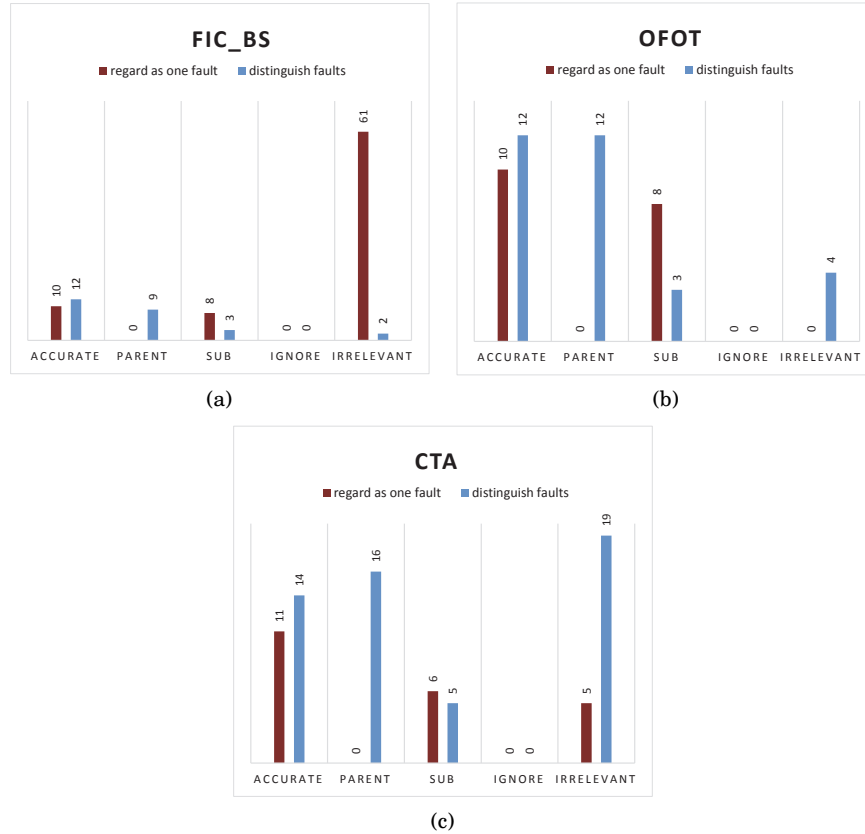 FIC_BS
regard as one fault distinguish faults
10 12 0 9 8 3 0 0 61 2
ACCURATE PARENT SUB IGNORE IRRELEVANT
(a)
OFOT
regard as one fault distinguish faults
10 12 0 12 8 3 0 0 0 4
ACCURATE PARENT SUB IGNORE IRRELEVANT
(b)
CTA
regard as one fault distinguish faults
11 14 0 16 6 5 0 0 5 19
ACCURATE PARENT SUB IGNORE IRRELEVANT
(c)